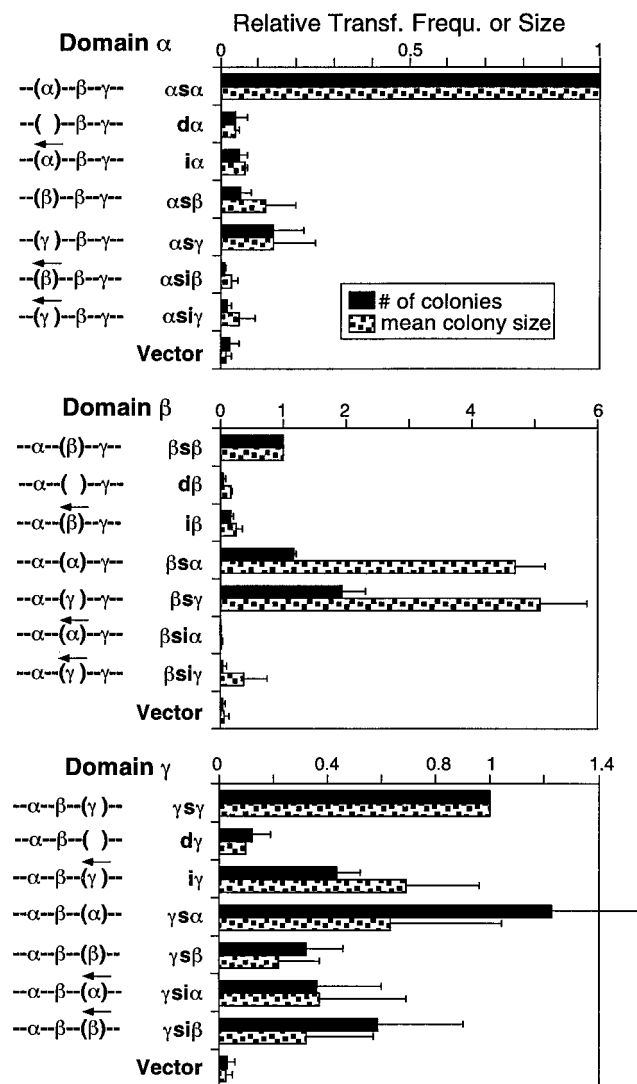 Relative Transf. Frequ. or Size
Domain α
0 0.5 1
--(α)--β--γ-- αsα
--( )--β--γ-- dα
--(α)--β--γ-- iα
--(β)--β--γ-- αsβ
--(γ)--β--γ-- αsγ
--(β)--β--γ-- αsiβ
--(γ)--β--γ-- αsiγ
Vector
# of colonies
mean colony size
Domain β
0 1 2 4 6
--α--(β)--γ-- βsβ
--α--( )--γ-- dβ
--α--(β)--γ-- iβ
--α--(α)--γ-- βsα
--α--(γ)--γ-- βsγ
--α--(α)--γ-- βsiα
--α--(γ)--γ-- βsiγ
Vector
Domain γ
0 0.4 0.8 1 1.4
--α--β--(γ)-- γsγ
--α--β--( )-- dγ
--α--β--(γ)-- iγ
--α--β--(α)-- γsα
--α--β--(β)-- γsβ
--α--β--(α)-- γsiα
--α--β--(β)-- γsiβ
Vector